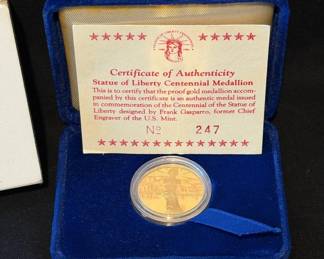 Certificate of Authenticity
Statue of Liberty Centennial Medallion
This is to certify that the proof gold medallion accom-
panied by this certificate is an authentic medal issued
in commemoration of the Centennial of the Statue of
Liberty designed by Frank Gasparro, former Chief
Engraver of the U.S. Mint.
No 247